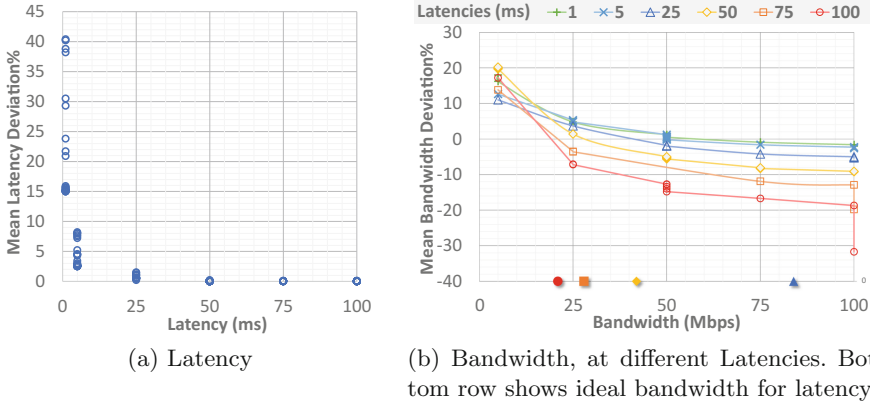 Mean Latency Deviation%
45
40
35
30
25
20
15
10
5
0
0 25 50 75 100
Latency (ms)
(a) Latency
Latencies (ms) 1 5 25 50 75 100
Mean Bandwidth Deviation%
30
20
10
0
-10
-20
-30
-40
0
0 25 50 75 100
Bandwidth (Mbps)
(b) Bandwidth, at different Latencies. Bot
tom row shows ideal bandwidth for latency